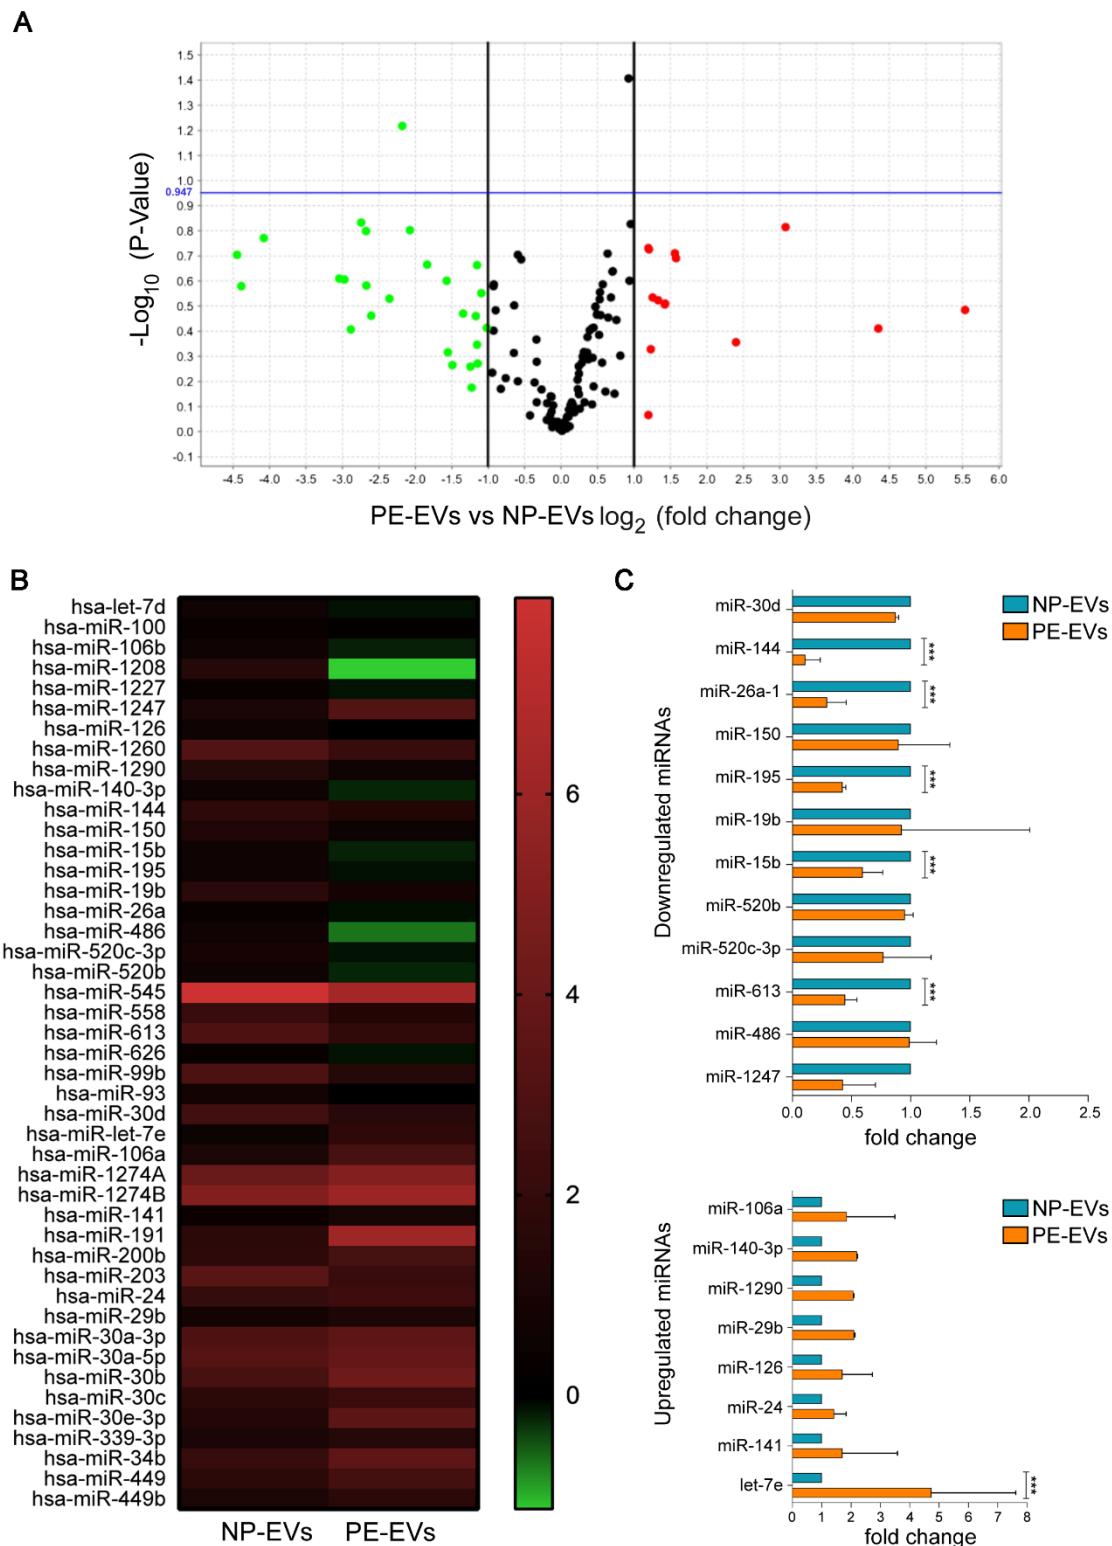 A
-Log10 (P-Value)
1.5
1.4
1.3
1.2
1.1
1.0
0.947
0.9
0.8
0.7
0.6
0.5
0.4
0.3
0.2
0.1
0.0
-0.1
-4.5 -4.0 -3.5 -3.0 -2.5 -2.0 -1.5 -1.0 -0.5 0.0 0.5 1.0 1.5 2.0 2.5 3.0 3.5 4.0 4.5 5.0 5.5 6.0
PE-EVs vs NP-EVs log2 (fold change)
B
hsa-let-7d
hsa-miR-100
hsa-miR-106b
hsa-miR-1208
hsa-miR-1227
hsa-miR-1247
hsa-miR-126
hsa-miR-1260
hsa-miR-1290
hsa-miR-140-3p
hsa-miR-144
hsa-miR-150
hsa-miR-15b
hsa-miR-195
hsa-miR-19b
hsa-miR-26a
hsa-miR-486
hsa-miR-520c-3p
hsa-miR-520b
hsa-miR-545
hsa-miR-558
hsa-miR-613
hsa-miR-626
hsa-miR-99b
hsa-miR-93
hsa-miR-30d
hsa-miR-let-7e
hsa-miR-106a
hsa-miR-1274A
hsa-miR-1274B
hsa-miR-141
hsa-miR-191
hsa-miR-200b
hsa-miR-203
hsa-miR-24
hsa-miR-29b
hsa-miR-30a-3p
hsa-miR-30a-5p
hsa-miR-30b
hsa-miR-30c
hsa-miR-30e-3p
hsa-miR-339-3p
hsa-miR-34b
hsa-miR-449
hsa-miR-449b
NP-EVs PE-EVs
6
4
2
0
C
Downregulated miRNAs
miR-30d
miR-144
***
miR-26a-1
***
miR-150
miR-195
***
miR-19b
miR-15b
***
miR-520b
miR-520c-3p
miR-613
***
miR-486
miR-1247
0.0 0.5 1.0 1.5 2.0 2.5
fold change
NP-EVs
PE-EVs
Upregulated miRNAs
miR-106a
miR-140-3p
miR-1290
miR-29b
miR-126
miR-24
miR-141
let-7e
***
0 1 2 3 4 5 6 7 8
fold change
NP-EVs
PE-EVs